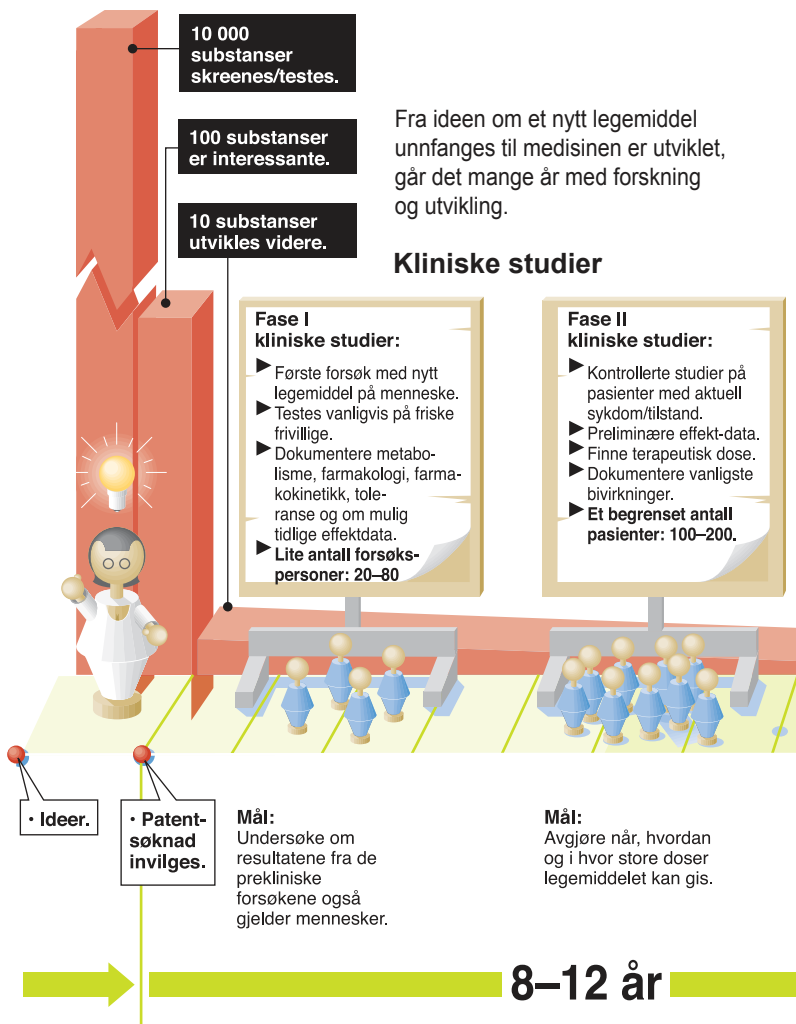 10 000
substanser
skreenes/testes.
100 substanser
er interessante.
10 substanser
utvikles videre.
Fra ideen om et nytt legemiddel
unnfanges til medisinen er utviklet,
går det mange år med forskning
og utvikling.
Kliniske studier
Fase I
kliniske studier:
► Første forsøk med nytt
legemiddel på menneske.
► Testes vanligvis på friske
frivillige.
► Dokumentere metabo-
lisme, farmakologi, farma-
kokinetikk, tole-
ranse og om mulig
tidlige effektdata.
► Lite antall forsøks-
personer: 20–80
Fase II
kliniske studier:
► Kontrollerte studier på
pasienter med aktuell
sykdom/tilstand.
► Preliminære effekt-data.
► Finne terapeutisk dose.
► Dokumentere vanligste
bivirkninger.
► Et begrenset antall
pasienter: 100–200.
· Ideer.
· Patent-
søknad
invilges.
Mål:
Undersøke om
resultatene fra de
prekliniske
forsøkene også
gjelder mennesker.
Mål:
Avgjøre når, hvordan
og i hvor store doser
legemiddelet kan gis.
8–12 år